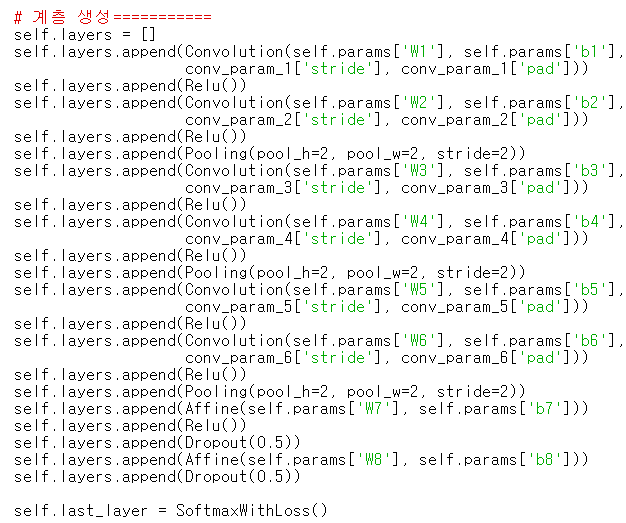 # 계층 생성===========
self.layers = []
self.layers.append(Convolution(self.params['W1'], self.params['b1'],
conv_param_1['stride'], conv_param_1['pad']))
self.layers.append(Relu())
self.layers.append(Convolution(self.params['W2'], self.params['b2'],
conv_param_2['stride'], conv_param_2['pad']))
self.layers.append(Relu())
self.layers.append(Pooling(pool_h=2, pool_w=2, stride=2))
self.layers.append(Convolution(self.params['W3'], self.params['b3'],
conv_param_3['stride'], conv_param_3['pad']))
self.layers.append(Relu())
self.layers.append(Convolution(self.params['W4'], self.params['b4'],
conv_param_4['stride'], conv_param_4['pad']))
self.layers.append(Relu())
self.layers.append(Pooling(pool_h=2, pool_w=2, stride=2))
self.layers.append(Convolution(self.params['W5'], self.params['b5'],
conv_param_5['stride'], conv_param_5['pad']))
self.layers.append(Relu())
self.layers.append(Convolution(self.params['W6'], self.params['b6'],
conv_param_6['stride'], conv_param_6['pad']))
self.layers.append(Relu())
self.layers.append(Pooling(pool_h=2, pool_w=2, stride=2))
self.layers.append(Affine(self.params['W7'], self.params['b7']))
self.layers.append(Relu())
self.layers.append(Dropout(0.5))
self.layers.append(Affine(self.params['W8'], self.params['b8']))
self.layers.append(Dropout(0.5))
self.last_layer = SoftmaxWithLoss()